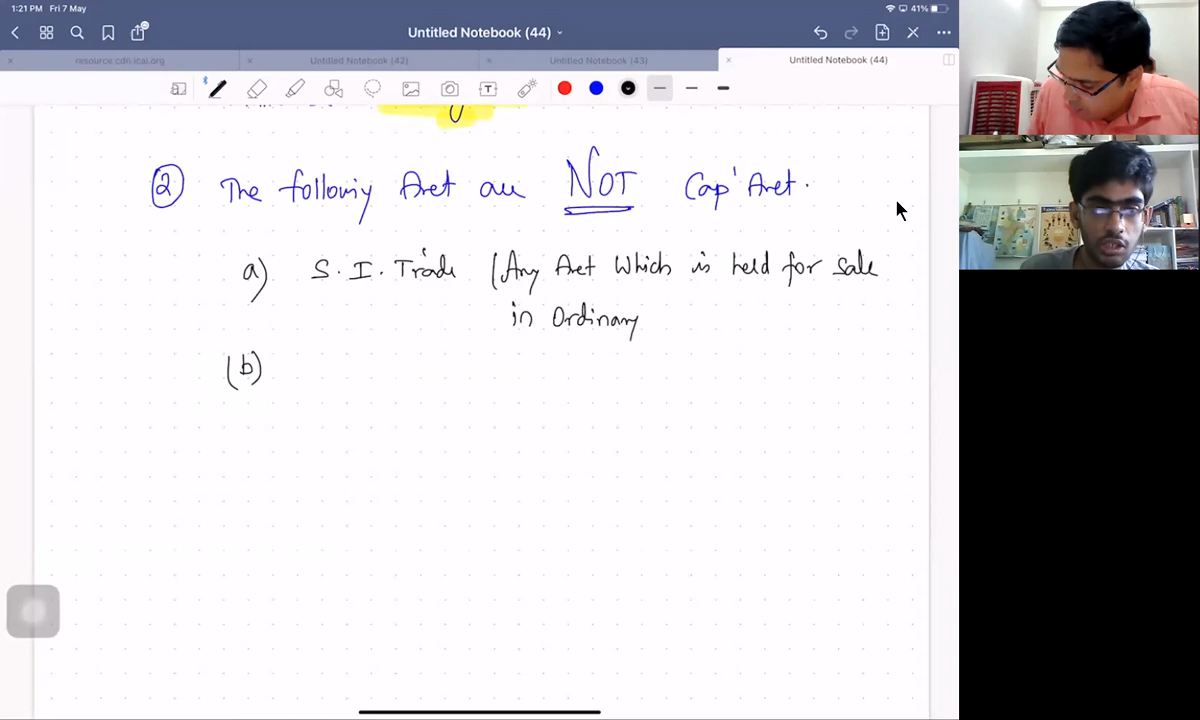 1:21 PM Fri 7 May
41%
Untitled Notebook (44)
resource.cdn.icai.org
Untitled Notebook (42)
Untitled Notebook (43)
Untitled Notebook (44)
② The following Asset are NOT Cap' Asset.
a) S. I. Trade (Any Asset Which is held for Sale
in Ordinary
(b)